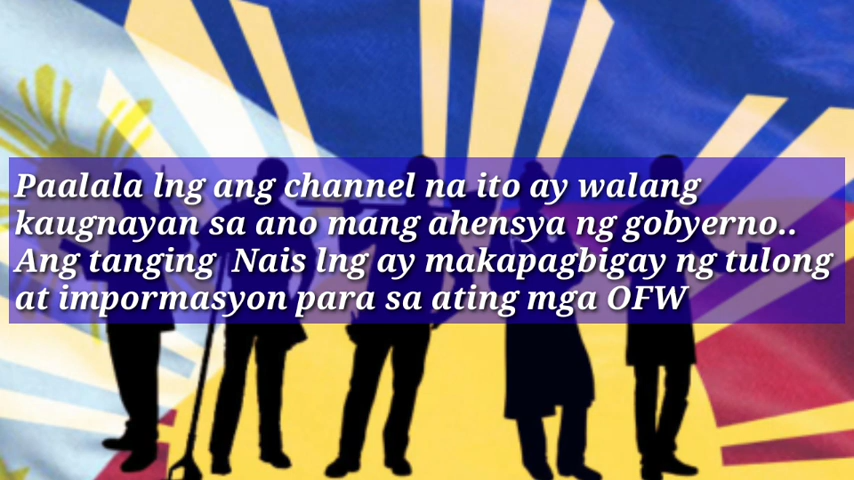 Paalala lng ang channel na ito ay walang
kaugnayan sa ano mang ahensya ng gobyerno..
Ang tanging  Nais lng ay makapagbigay ng tulong
at impormasyon para sa ating mga OFW